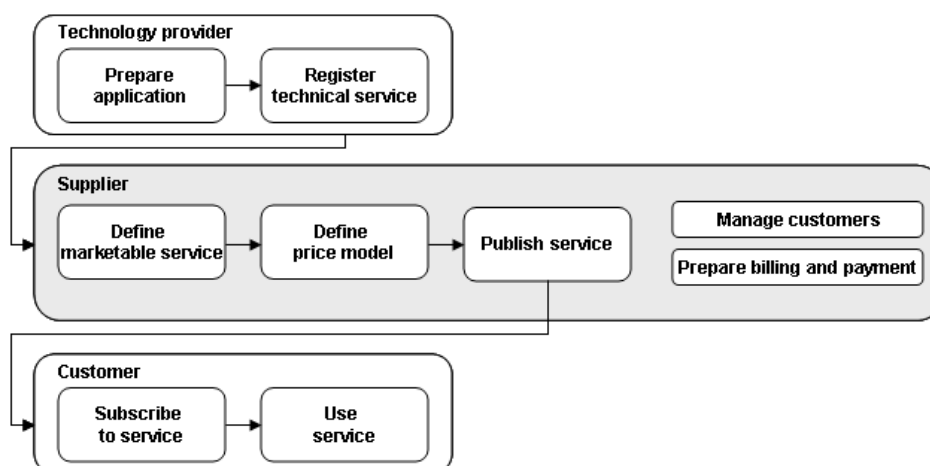 Technology provider
Prepare
application
Register
technical service
Supplier
Define
marketable service
Define
price model
Publish service
Manage customers
Prepare billing and payment
Customer
Subscribe
to service
Use
service